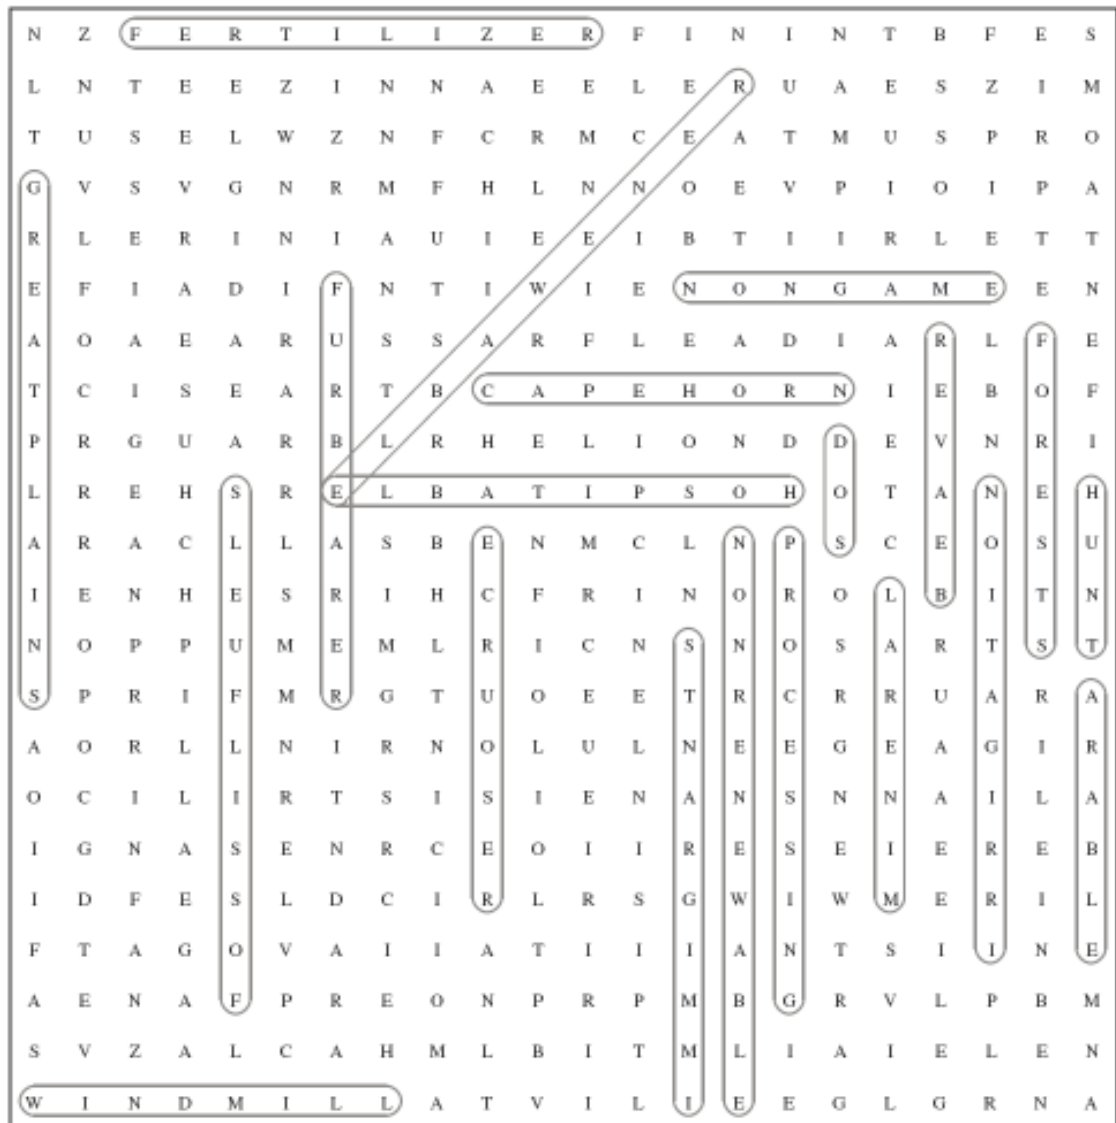 N Z F E R T I L I Z E R F I N I N T B F E S
L N T E E Z I N N A E E L E R U A E S Z I M
T U S E L W Z N F C R M C E A T M U S P R O
G V S V G N R M F H L N N O E V P I O I P A
R L E R I N I A U I E E I B T I I R L E T T
E F I A D I F N T I W I E N O N G A M E E N
A O A E A R U S S A R F L E A D I A R L F E
T C I S E A R T B C A P E H O R N I E B O F
P R G U A R B L R H E L I O N D D E V N R I
L R E H S R E L B A T I P S O H O T A N E H
A R A C L L A S B E N M C L N P S C E O S U
I E N H E S R I H C F R I N O R O L B I T N
N O P P U M E M L R I C N S N O S A R T S T
S P R I F M R G T U O E E T R C R R U A R A
A O R L L N I R N O L U L N E E G E A G I R
O C I L I R T S I S I E N A N S N N A I L A
I G N A S E N R C E O I I R E S E I E R E B
I D F E S L D C I R L R S G W I W M E R I L
F T A G O V A I I A T I I I A N T S I I N E
A E N A F P R E O N P R P M B G R V L P B M
S V Z A L C A H M L B I T M L I A I E L E N
W I N D M I L L A T V I L I E E G L G R N A